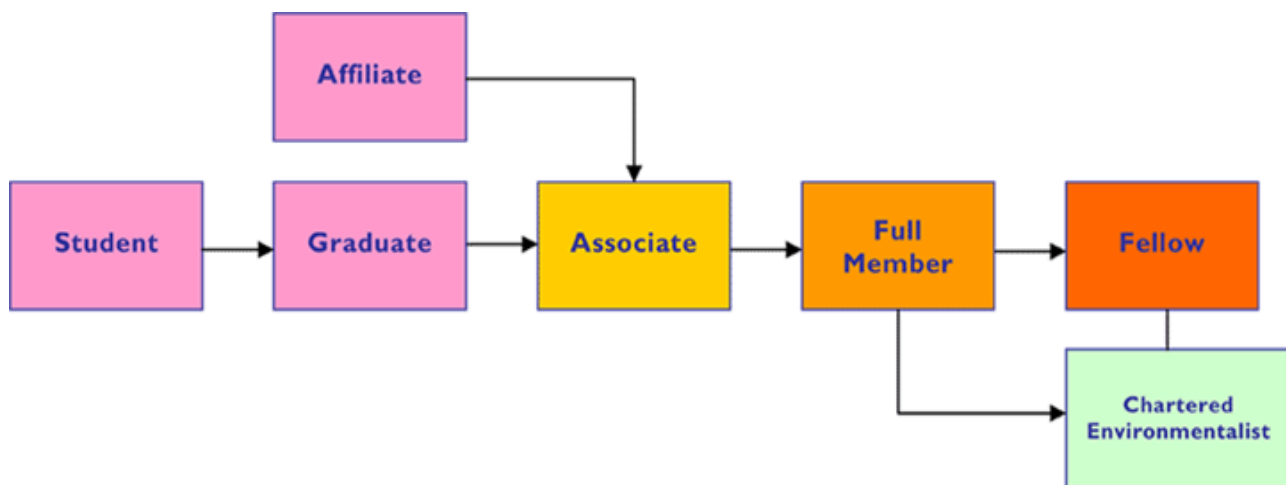 Affiliate
Student
Graduate
Associate
Full
Member
Fellow
Chartered
Environmentalist